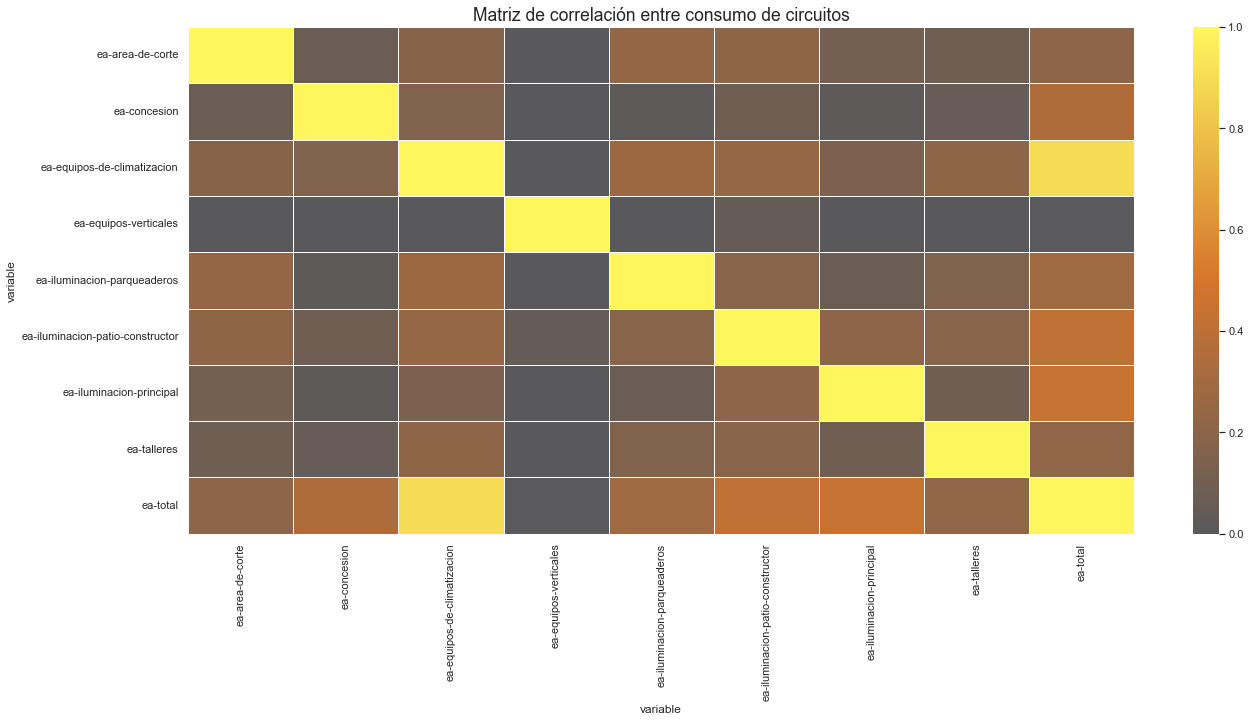 Matriz de correlación entre consumo de circuitos
variable
ea-area-de-corte
ea-concesion
ea-equipos-de-climatizacion
ea-equipos-verticales
ea-iluminacion-parqueaderos
ea-iluminacion-patio-constructor
ea-iluminacion-principal
ea-talleres
ea-total
ea-area-de-corte
ea-concesion
ea-equipos-de-climatizacion
ea-equipos-verticales
ea-iluminacion-parqueaderos
ea-iluminacion-patio-constructor
ea-iluminacion-principal
ea-talleres
ea-total
variable
1.0
0.8
0.6
0.4
0.2
0.0